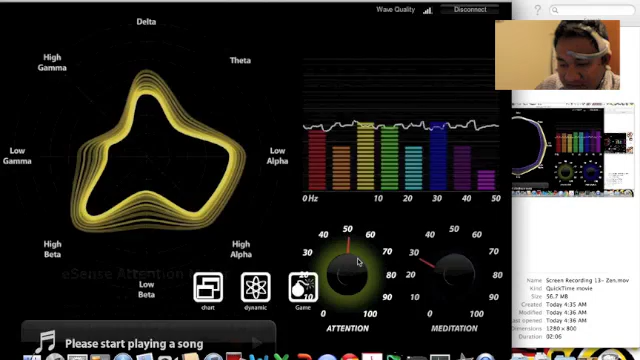 Wave Quality
Disconnect
?
Delta
High
Gamma
Theta
Low
Gamma
Low
Alpha
High
Beta
High
Alpha
Low
Beta
eSense Attention
0 Hz 10 20 30 40 50
chart
dynamic
Game
0 10 20 30 40 50 60 70 80 90 100
ATTENTION
0 30 40 50 60 70 80 90 100
MEDITATION
Please start playing a song
Name Screen Recording 13- Zen.mov
Kind QuickTime movie
Size 56.7 MB
Created Today 4:35 AM
Modified Today 4:36 AM
Last opened Today 4:36 AM
Dimensions 1280 × 800
Duration 02:06